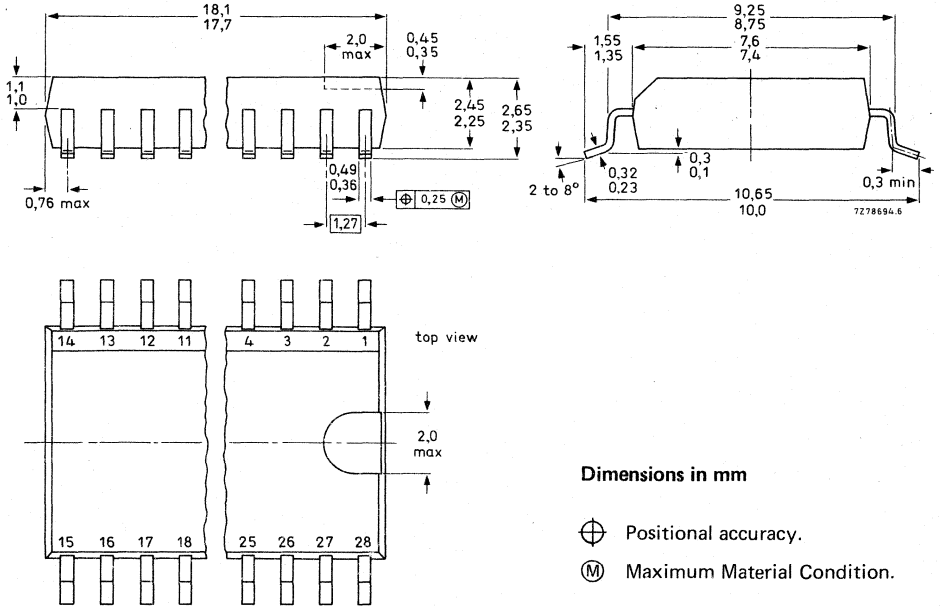 18,1
17,7
2,0
max
0,45
0,35
1,1
1,0
2,45
2,25
2,65
2,35
0,76 max
0,49
0,36
0,25 Ⓜ
1,27
9,25
8,75
1,55
1,35
7,6
7,4
2 to 8°
0,32
0,23
0,3
0,1
0,3 min
10,65
10,0
7Z78694.6
14 13 12 11 4 3 2 1
top view
2,0
max
15 16 17 18 25 26 27 28
Dimensions in mm
Positional accuracy.
Ⓜ Maximum Material Condition.